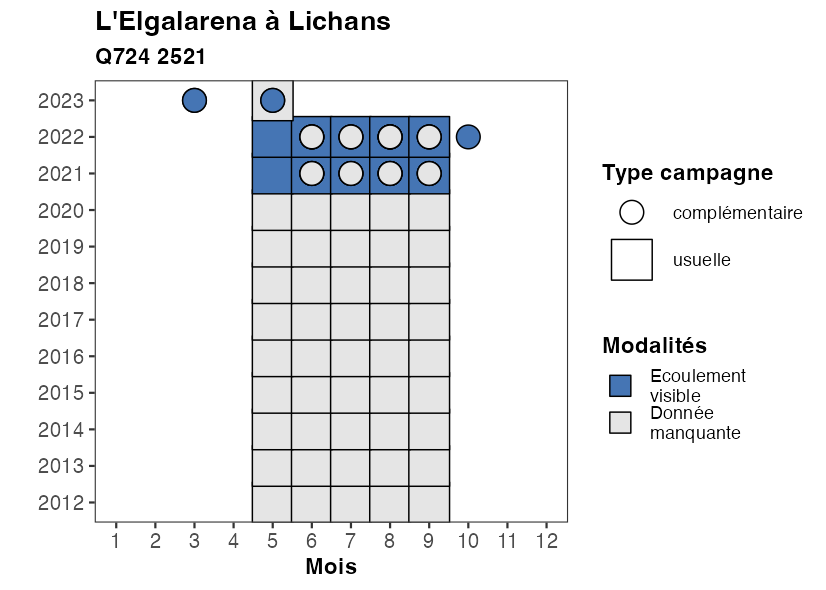 L'Elgalarena à Lichans
Q724 2521
2023
2022
2021
2020
2019
2018
2017
2016
2015
2014
2013
2012
1 2 3 4 5 6 7 8 9 10 11 12
Mois
Type campagne
complémentaire
usuelle
Modalités
Ecoulement
visible
Donnée
manquante